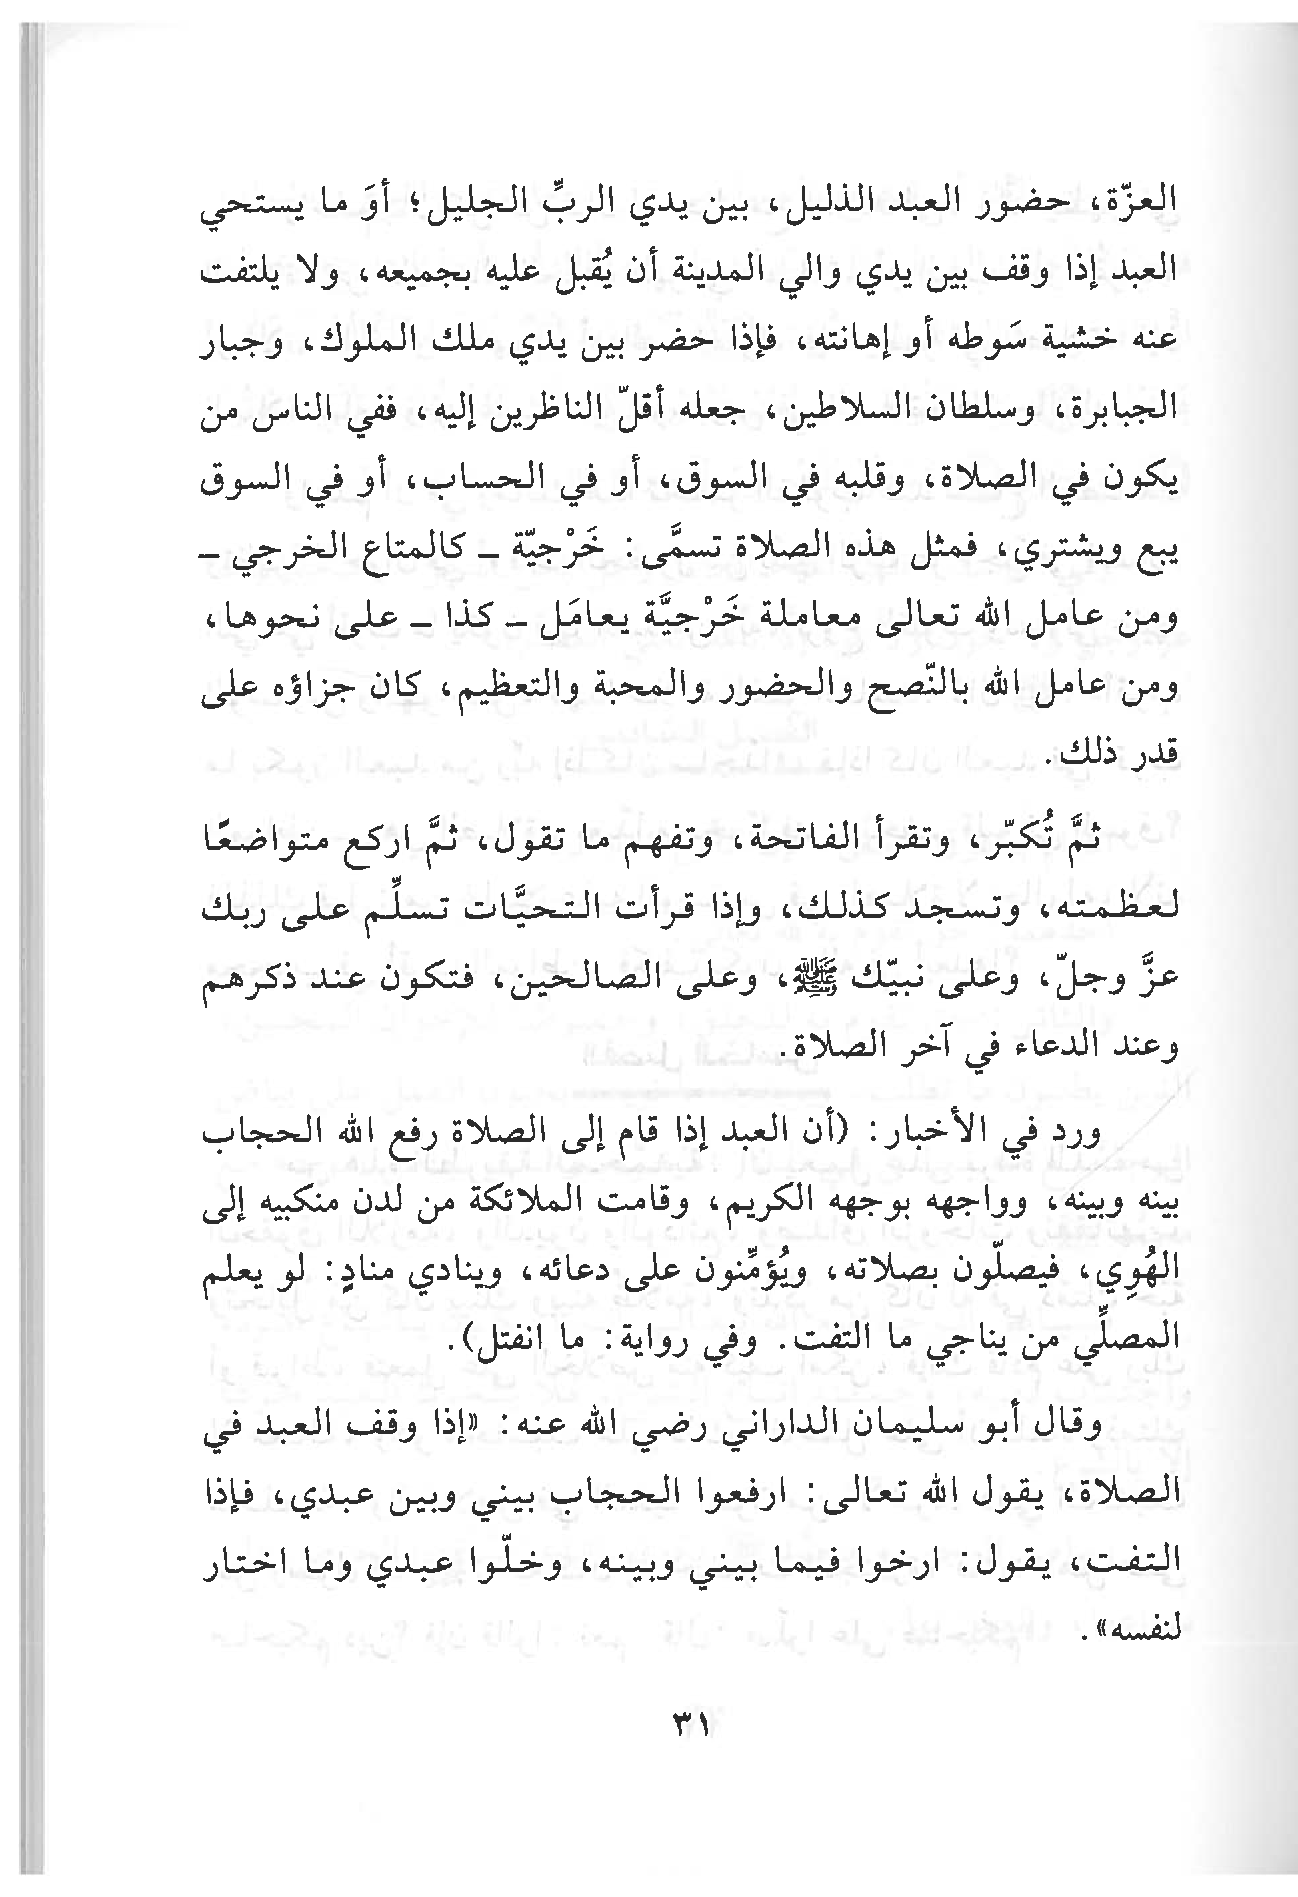 العزّة، حضور العبد الذليل، بين يدي الربِّ الجليل؛ أوَ ما يستحي
العبد إذا وقف بين يدي والي المدينة أن يُقبل عليه بجميعه، ولا يلتفت
عنه خشية سَوطه أو إهانته، فإذا حضر بين يدي ملك الملوك، وجبار
الجبابرة، وسلطان السلاطين، جعله أقلّ الناظرين إليه، ففي الناس من
يكون في الصلاة، وقلبه في السوق، أو في الحساب، أو في السوق
يبع ويشتري، فمثل هذه الصلاة تسمَّى: خَرْجيّة ــ كالمتاع الخرجي ــ
ومن عامل الله تعالى معاملة خَرْجيَّة يعامَل ــ كذا ــ على نحوها،
ومن عامل الله بالنّصح والحضور والمحبة والتعظيم، كان جزاؤه على
قدر ذلك.
ثمَّ تُكبّر، وتقرأ الفاتحة، وتفهم ما تقول، ثمَّ اركع متواضعًا
لعظمته، وتسجد كذلك، وإذا قرأت التحيَّات تسلِّم على ربك
عزَّ وجلّ، وعلى نبيّك ﷺ، وعلى الصالحين، فتكون عند ذكرهم
وعند الدعاء في آخر الصلاة.
ورد في الأخبار: (أن العبد إذا قام إلى الصلاة رفع الله الحجاب
بينه وبينه، وواجهه بوجهه الكريم، وقامت الملائكة من لدن منكبيه إلى
الهُوِي، فيصلّون بصلاته، ويُؤمِّنون على دعائه، وينادي منادٍ: لو يعلم
المصلِّي من يناجي ما التفت. وفي رواية: ما انفتل).
وقال أبو سليمان الداراني رضي الله عنه: «إذا وقف العبد في
الصلاة، يقول الله تعالى: ارفعوا الحجاب بيني وبين عبدي، فإذا
التفت، يقول: ارخوا فيما بيني وبينه، وخلّوا عبدي وما اختار
لنفسه».
٣١